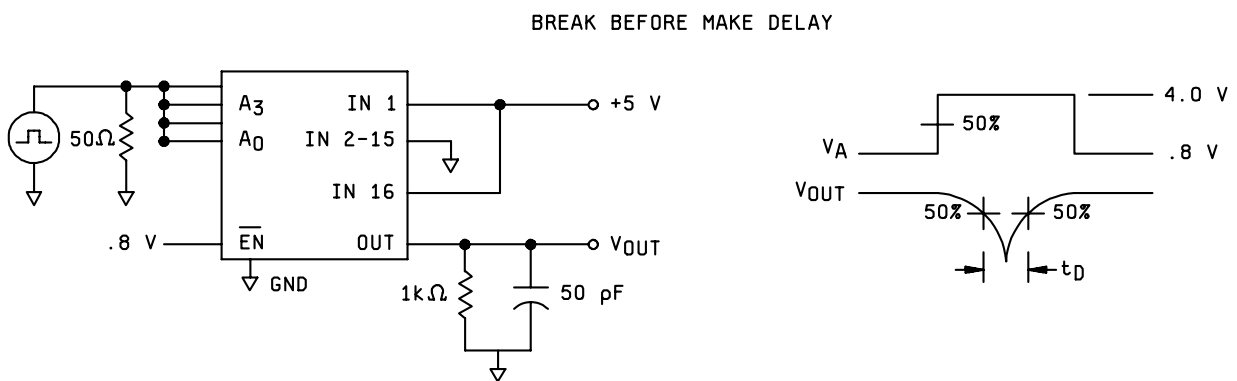 BREAK BEFORE MAKE DELAY
A3
A0
50Ω
IN 1
IN 2-15
IN 16
+5 V
.8 V
EN
OUT
VOUT
GND
1kΩ
50 pF
VA
50%
4.0 V
.8 V
VOUT
50%
50%
tD